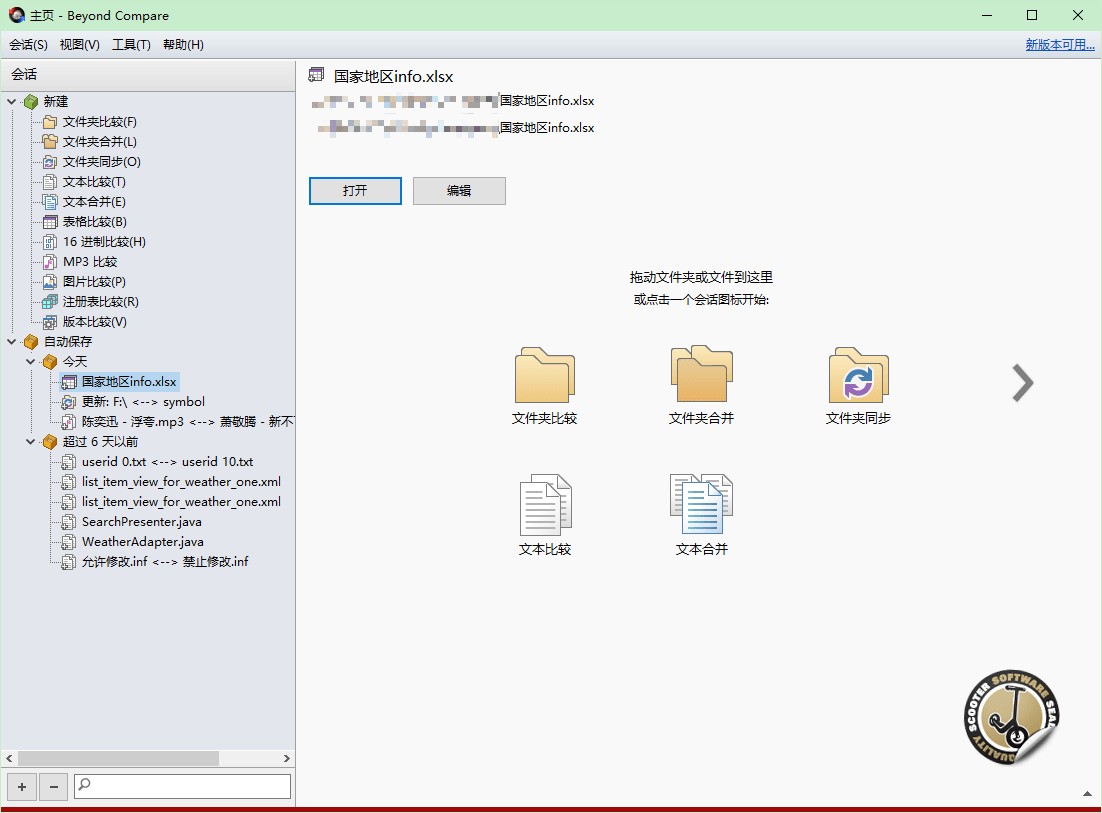 主页 - Beyond Compare
会话(S) 视图(V) 工具(T) 帮助(H) 新版本可用...
会话
新建
文件夹比较(F)
文件夹合并(L)
文件夹同步(O)
文本比较(T)
文本合并(E)
表格比较(B)
16 进制比较(H)
MP3 比较
图片比较(P)
注册表比较(R)
版本比较(V)
自动保存
今天
国家地区info.xlsx
更新: F:\ <--> symbol
陈奕迅 - 浮夸.mp3 <--> 萧敬腾 - 新不
超过 6 天以前
userid 0.txt <--> userid 10.txt
list_item_view_for_weather_one.xml
list_item_view_for_weather_one.xml
SearchPresenter.java
WeatherAdapter.java
允许修改.inf <--> 禁止修改.inf
国家地区info.xlsx
国家地区info.xlsx
国家地区info.xlsx
打开 编辑
拖动文件夹或文件到这里
或点击一个会话图标开始:
文件夹比较 文件夹合并 文件夹同步
文本比较 文本合并
SCOOTER SOFTWARE SEAL
QUALITY